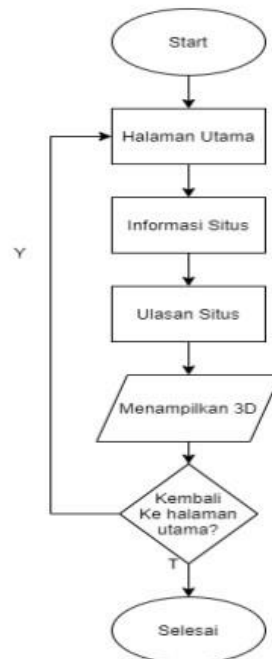 Start
Halaman Utama
Informasi Situs
Y
Ulasan Situs
Menampilkan 3D
Kembali
Ke halaman
utama?
T
Selesai